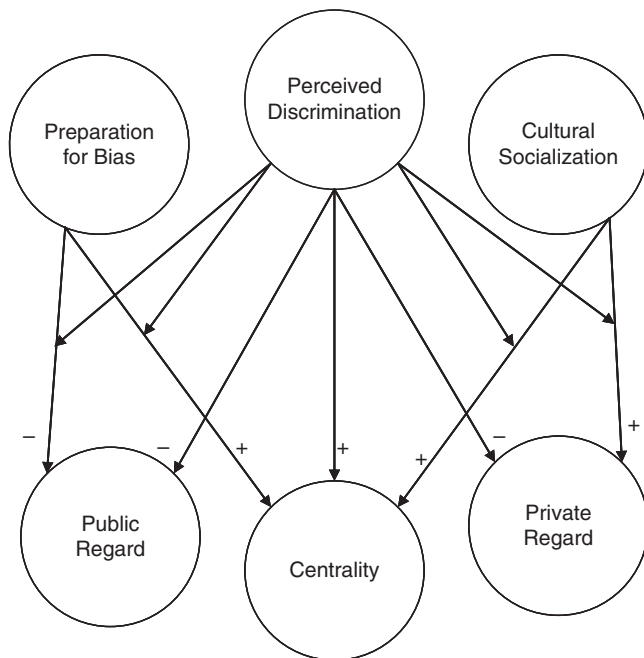 Preparation
for Bias
Perceived
Discrimination
Cultural
Socialization
–
–
+
+
+
–
+
Public
Regard
Centrality
Private
Regard